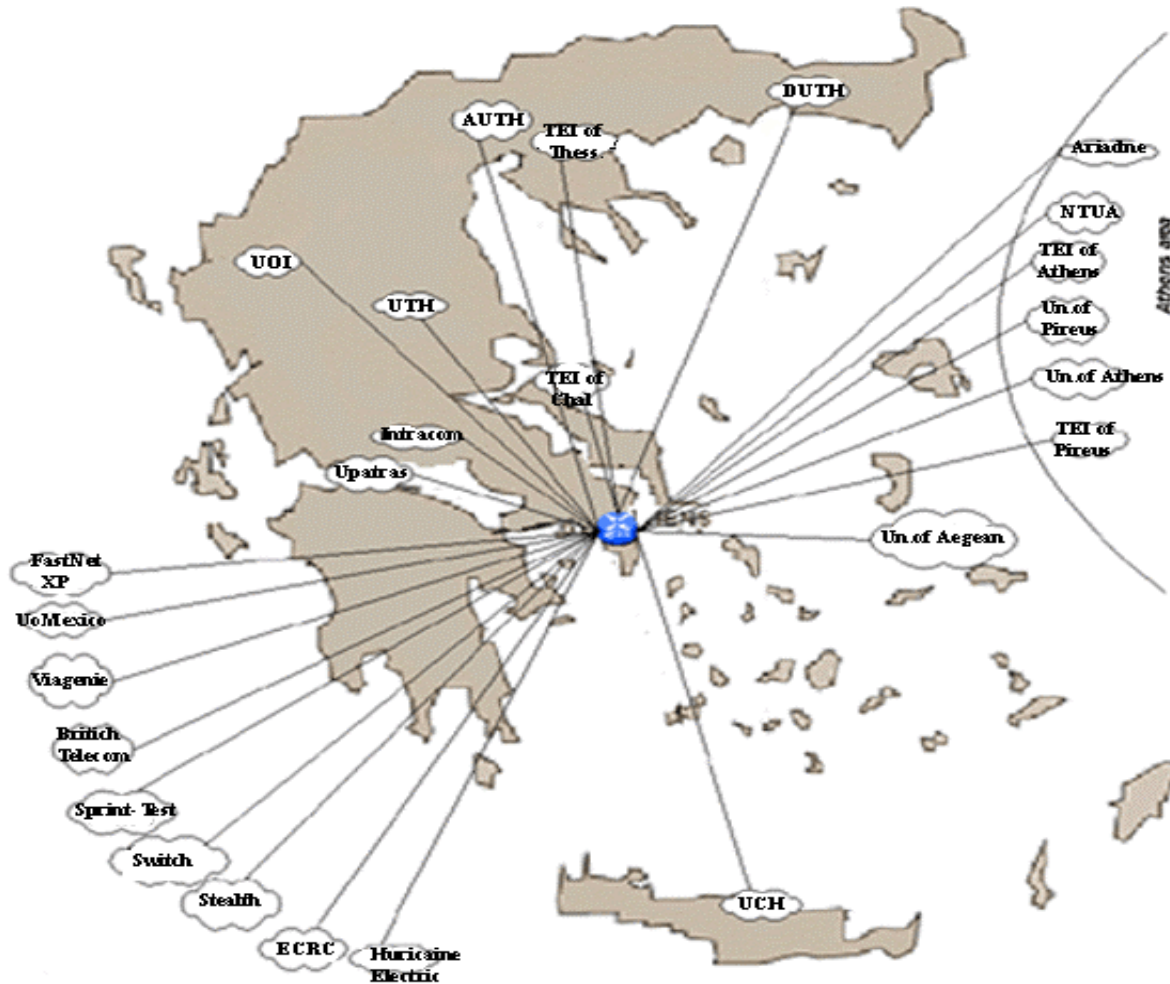 DUTH
AUTH
TEI of
Thess.
Ariadne
NTUA
TEI of
Athens
UOI
UTH
Un.of
Pireus
TEI of
Chal
Un.of Athens
Intracom
TEI of
Pireus
Upatras
Un.of Aegean
FastNet
XP
UoMexico
Viagenie
Britich
Telecom
Sprint- Test
Switch
Stealth
UCH
ECRC
Huricaine
Electric
Athens area